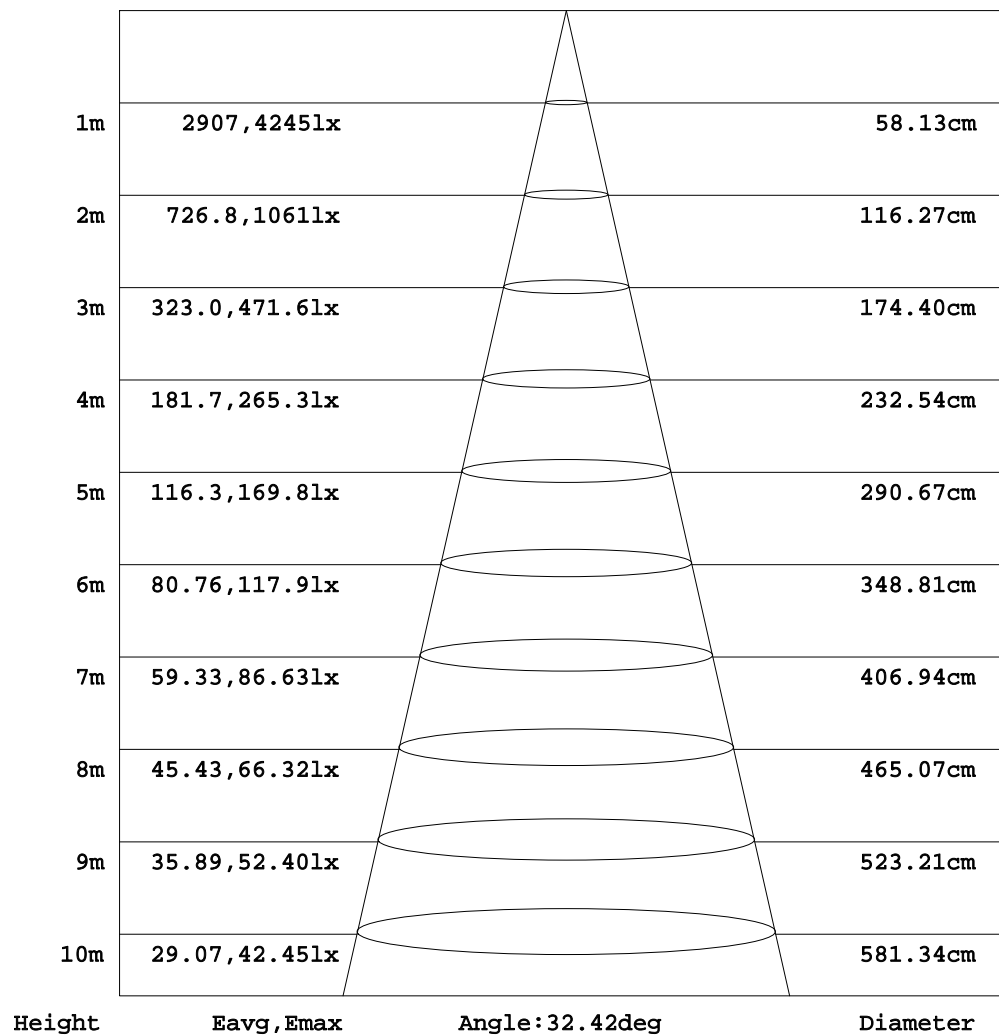 1m 2907,4245lx 58.13cm
2m 726.8,1061lx 116.27cm
3m 323.0,471.6lx 174.40cm
4m 181.7,265.3lx 232.54cm
5m 116.3,169.8lx 290.67cm
6m 80.76,117.9lx 348.81cm
7m 59.33,86.63lx 406.94cm
8m 45.43,66.32lx 465.07cm
9m 35.89,52.40lx 523.21cm
10m 29.07,42.45lx 581.34cm
Height Eavg,Emax Angle:32.42deg Diameter